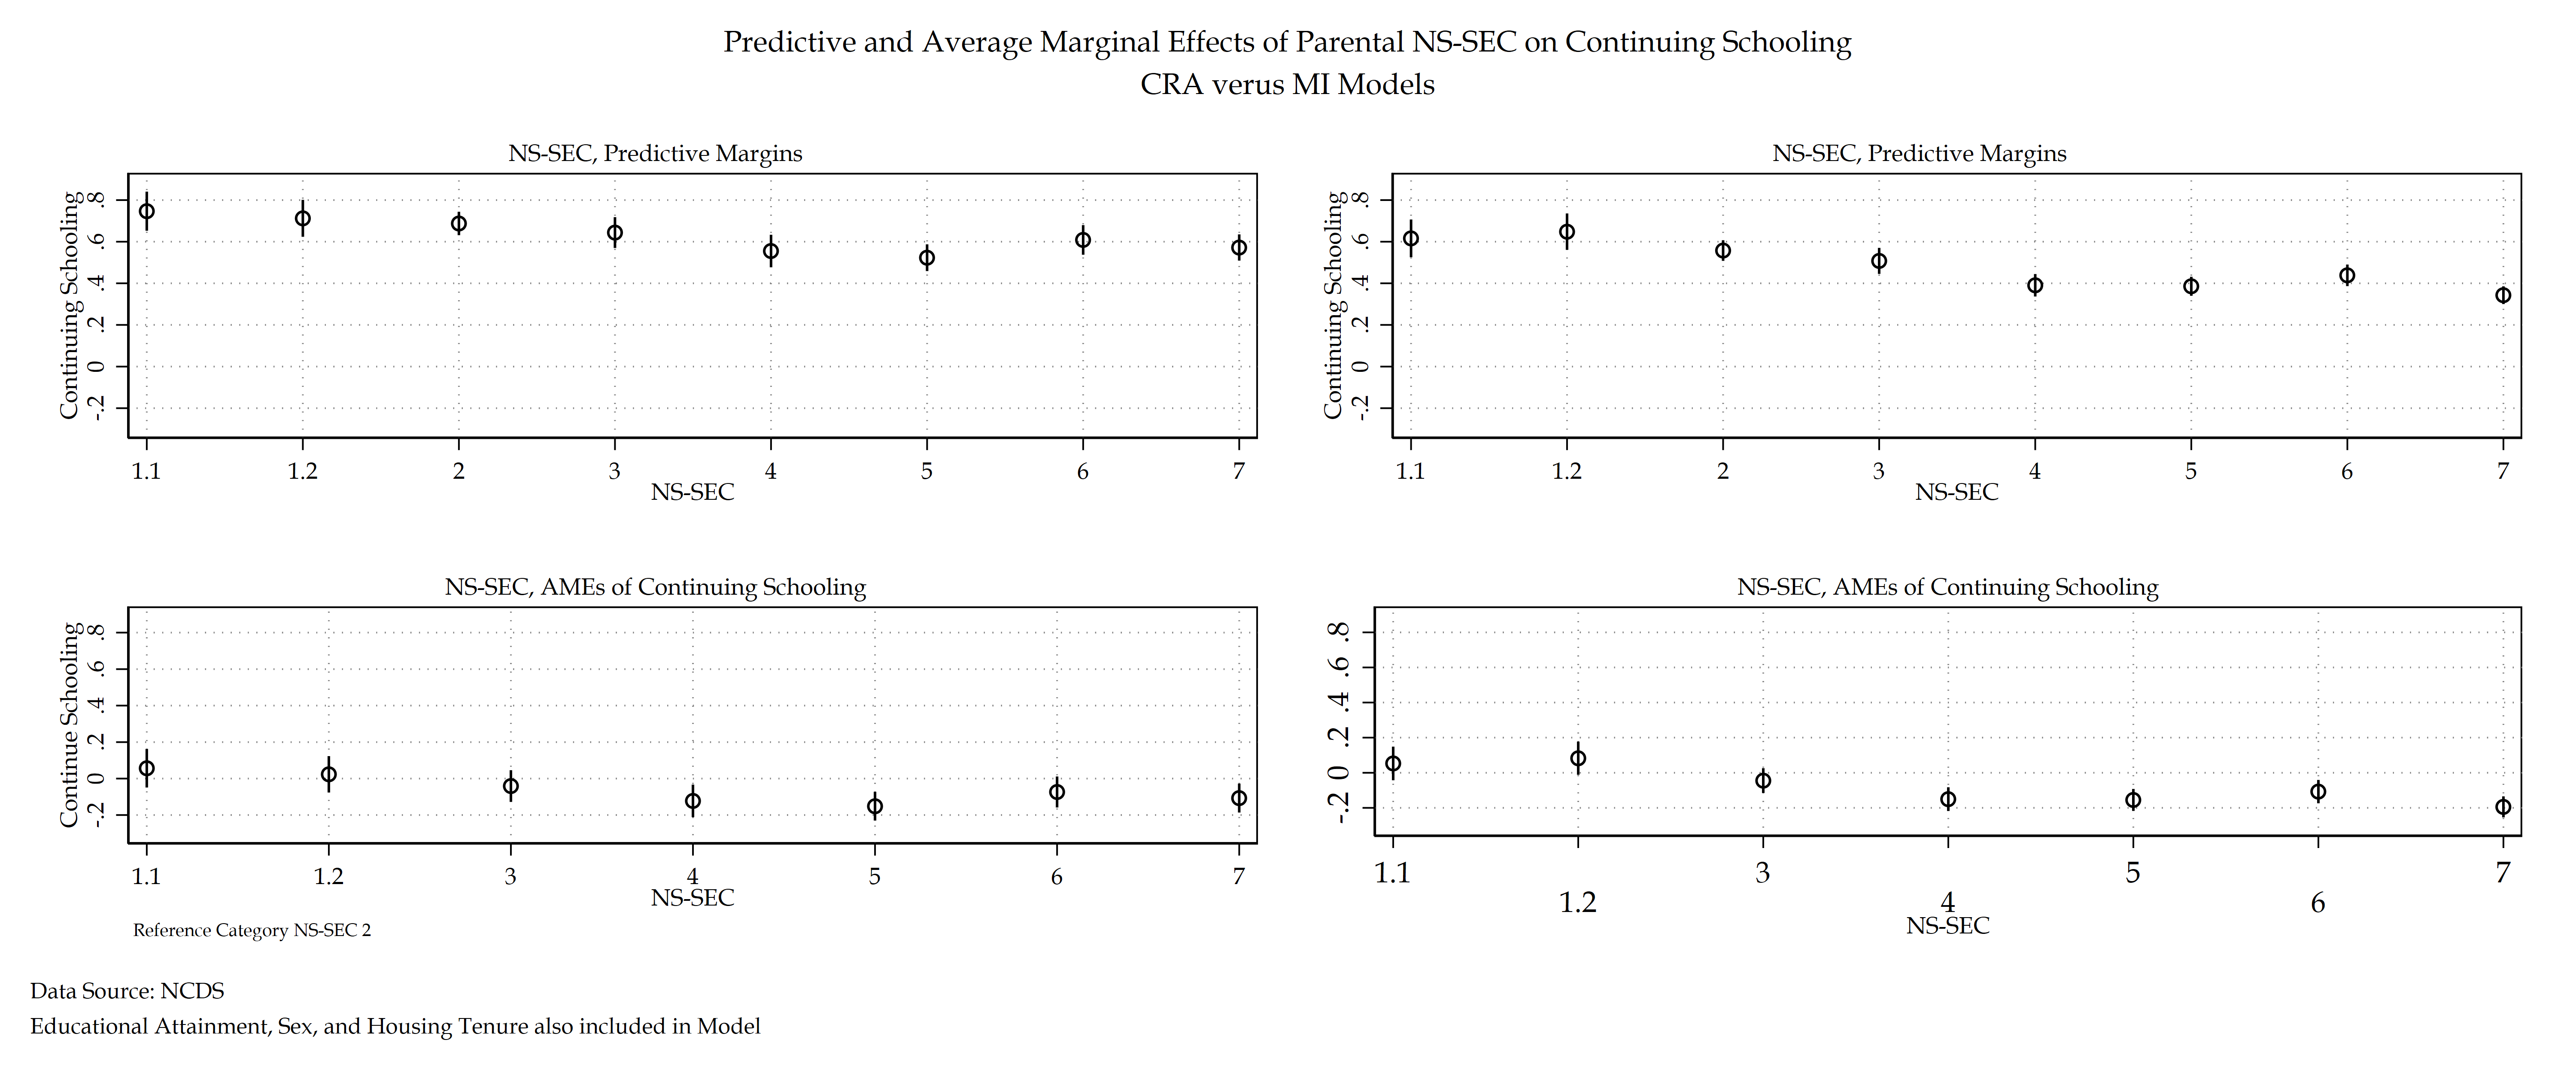 Predictive and Average Marginal Effects of Parental NS-SEC on Continuing Schooling
CRA verus MI Models
NS-SEC, Predictive Margins
Continuing Schooling
.8
.6
.4
.2
0
-.2
1.1 1.2 2 3 4 5 6 7
NS-SEC
NS-SEC, Predictive Margins
Continuing Schooling
.8
.6
.4
.2
0
-.2
1.1 1.2 2 3 4 5 6 7
NS-SEC
NS-SEC, AMEs of Continuing Schooling
Continue Schooling
.8
.6
.4
.2
0
-.2
1.1 1.2 3 4 5 6 7
NS-SEC
Reference Category NS-SEC 2
NS-SEC, AMEs of Continuing Schooling
.8
.6
.4
.2
0
-.2
1.1 3 5 7
1.2 4 6
NS-SEC
Data Source: NCDS
Educational Attainment, Sex, and Housing Tenure also included in Model